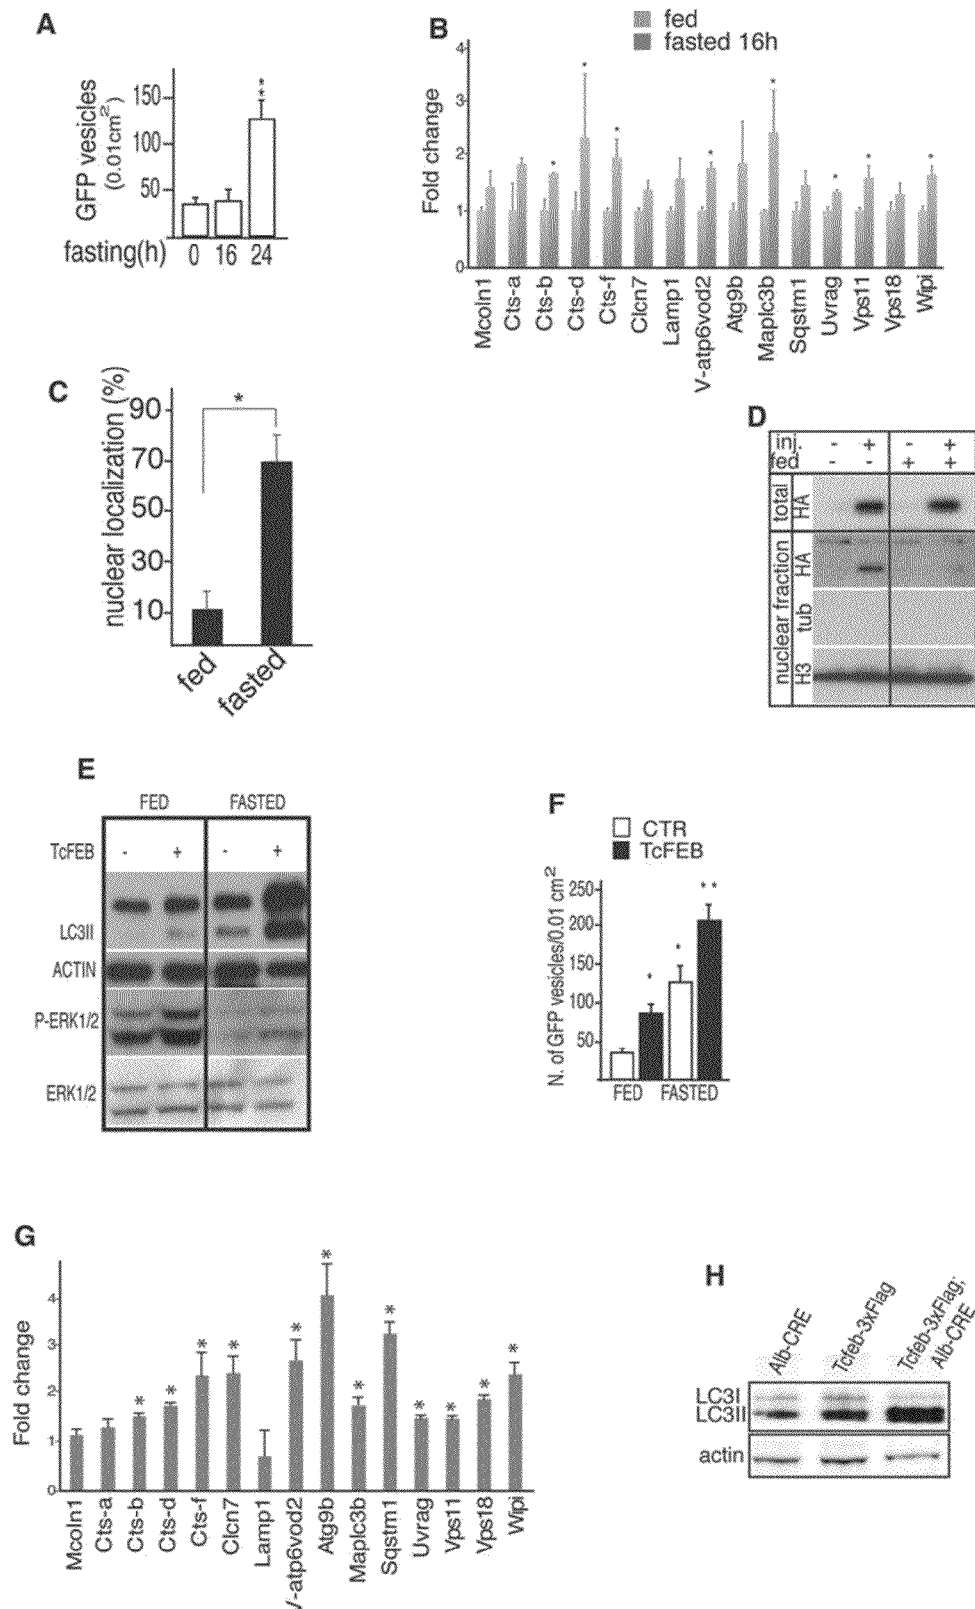 A
GFP vesicles
(0.01cm²)
150
100
50
fasting(h) 0 16 24
B
fed
fasted 16h
Fold change
4
3
2
1
0
Mcoln1
Cts-a
Cts-b
Cts-d
Cts-f
Clcn7
Lamp1
V-atp6vod2
Atg9b
Maplc3b
Sqstm1
Uvrag
Vps11
Vps18
Wipi
* * * * * * * *
C
nuclear localization (%)
90
70
50
30
10
*
fed
fasted
D
inj. - + - +
fed - - + +
total
HA
nuclear fraction
HA
tub
H3
E
FED FASTED
TcFEB - + - +
LC3II
ACTIN
P-ERK1/2
ERK1/2
F
CTR
TcFEB
N. of GFP vesicles/0.01 cm²
250
200
150
100
50
* * **
FED FASTED
G
Fold change
4
3
2
1
0
* * * * * * * * * * * *
Mcoln1
Cts-a
Cts-b
Cts-d
Cts-f
Clcn7
Lamp1
V-atp6vod2
Atg9b
Maplc3b
Sqstm1
Uvrag
Vps11
Vps18
Wipi
H
Alb-CRE
Tcfeb-3xFlag
Tcfeb-3xFlag;
Alb-CRE
LC3I
LC3II
actin